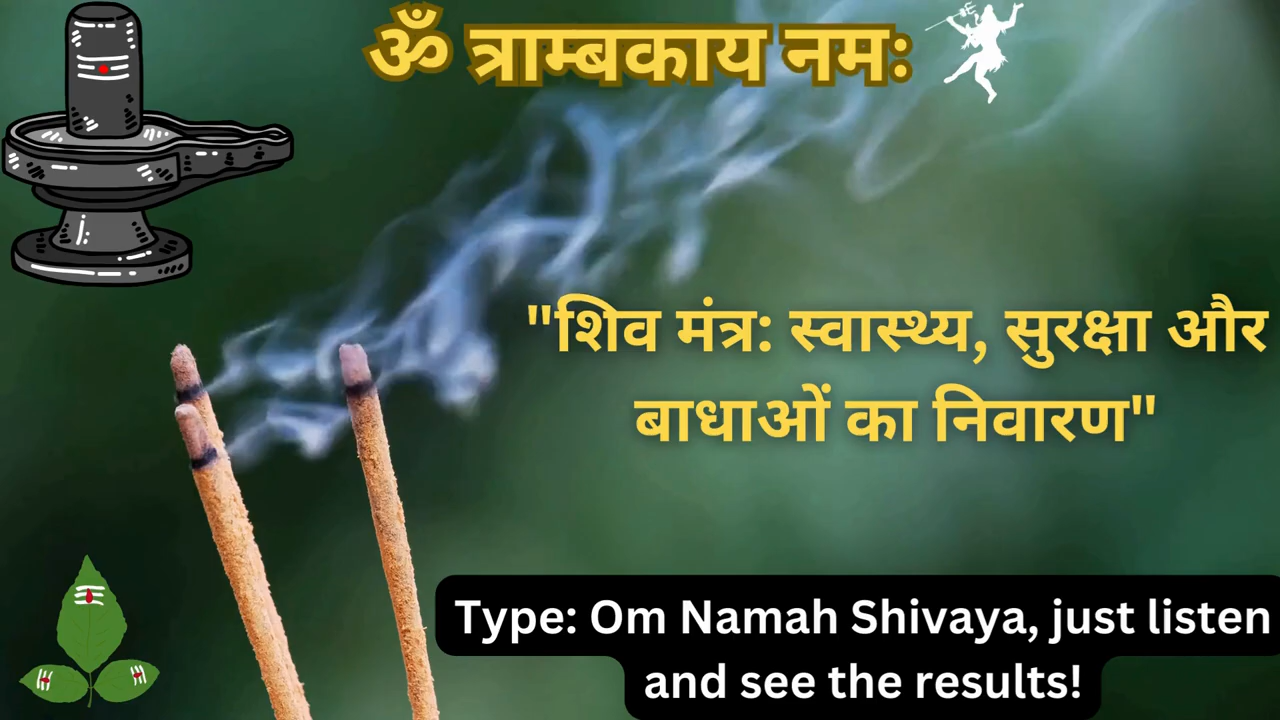 ॐ त्राम्बकाय नमः
"शिव मंत्र: स्वास्थ्य, सुरक्षा और
बाधाओं का निवारण"
Type: Om Namah Shivaya, just listen
and see the results!